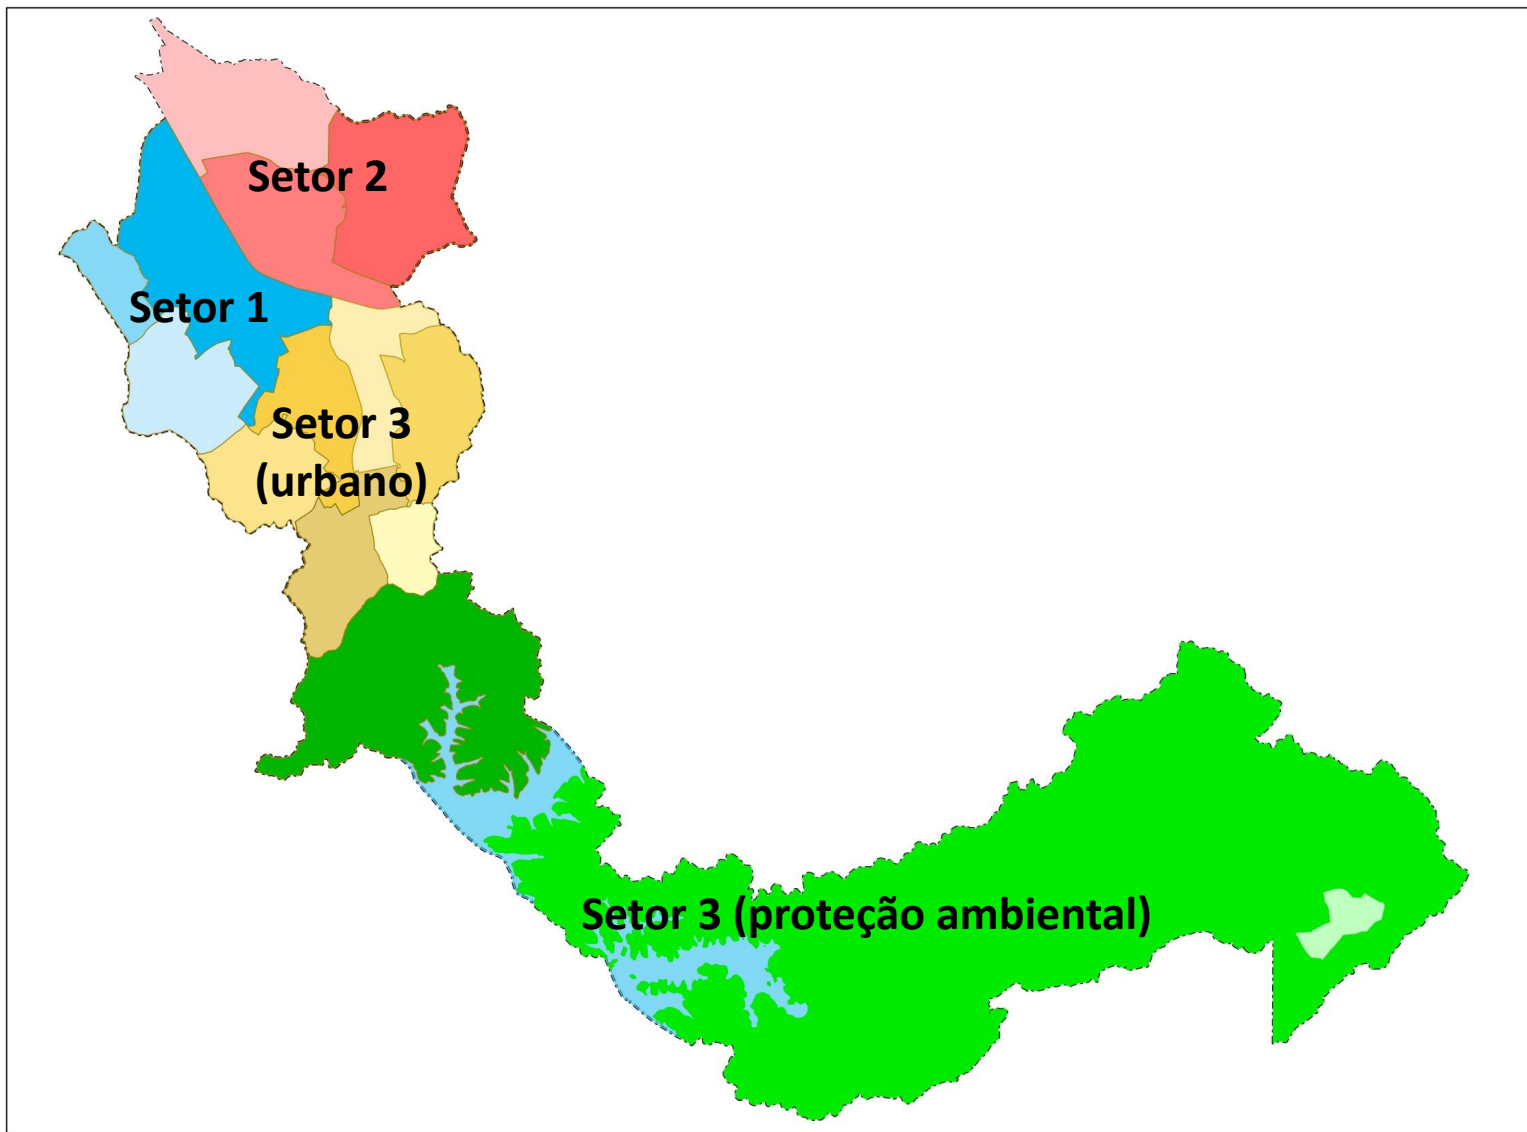 Setor 2
Setor 1
Setor 3
(urbano)
Setor 3 (proteção ambiental)